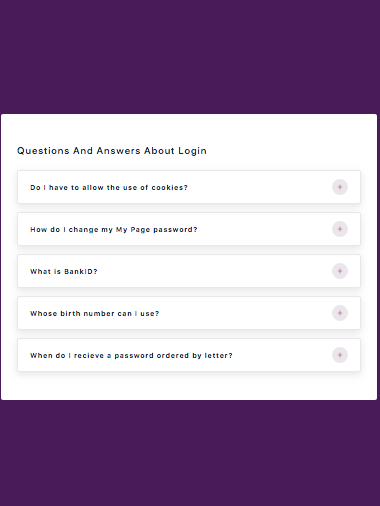 Questions And Answers About Login
Do I have to allow the use of cookies?
How do I change my My Page password?
What is BankID?
Whose birth number can I use?
When do I recieve a password ordered by letter?